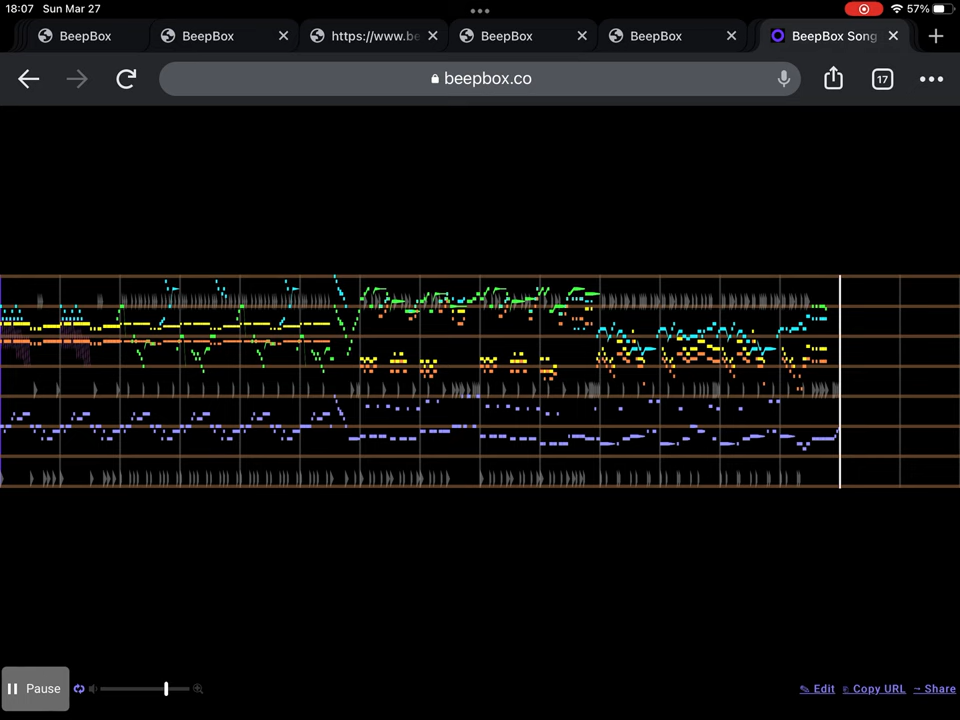 18:07 Sun Mar 27
57%
BeepBox
BeepBox
https://www.be
BeepBox
BeepBox
BeepBox Song
beepbox.co
17
Pause
Edit
Copy URL
Share